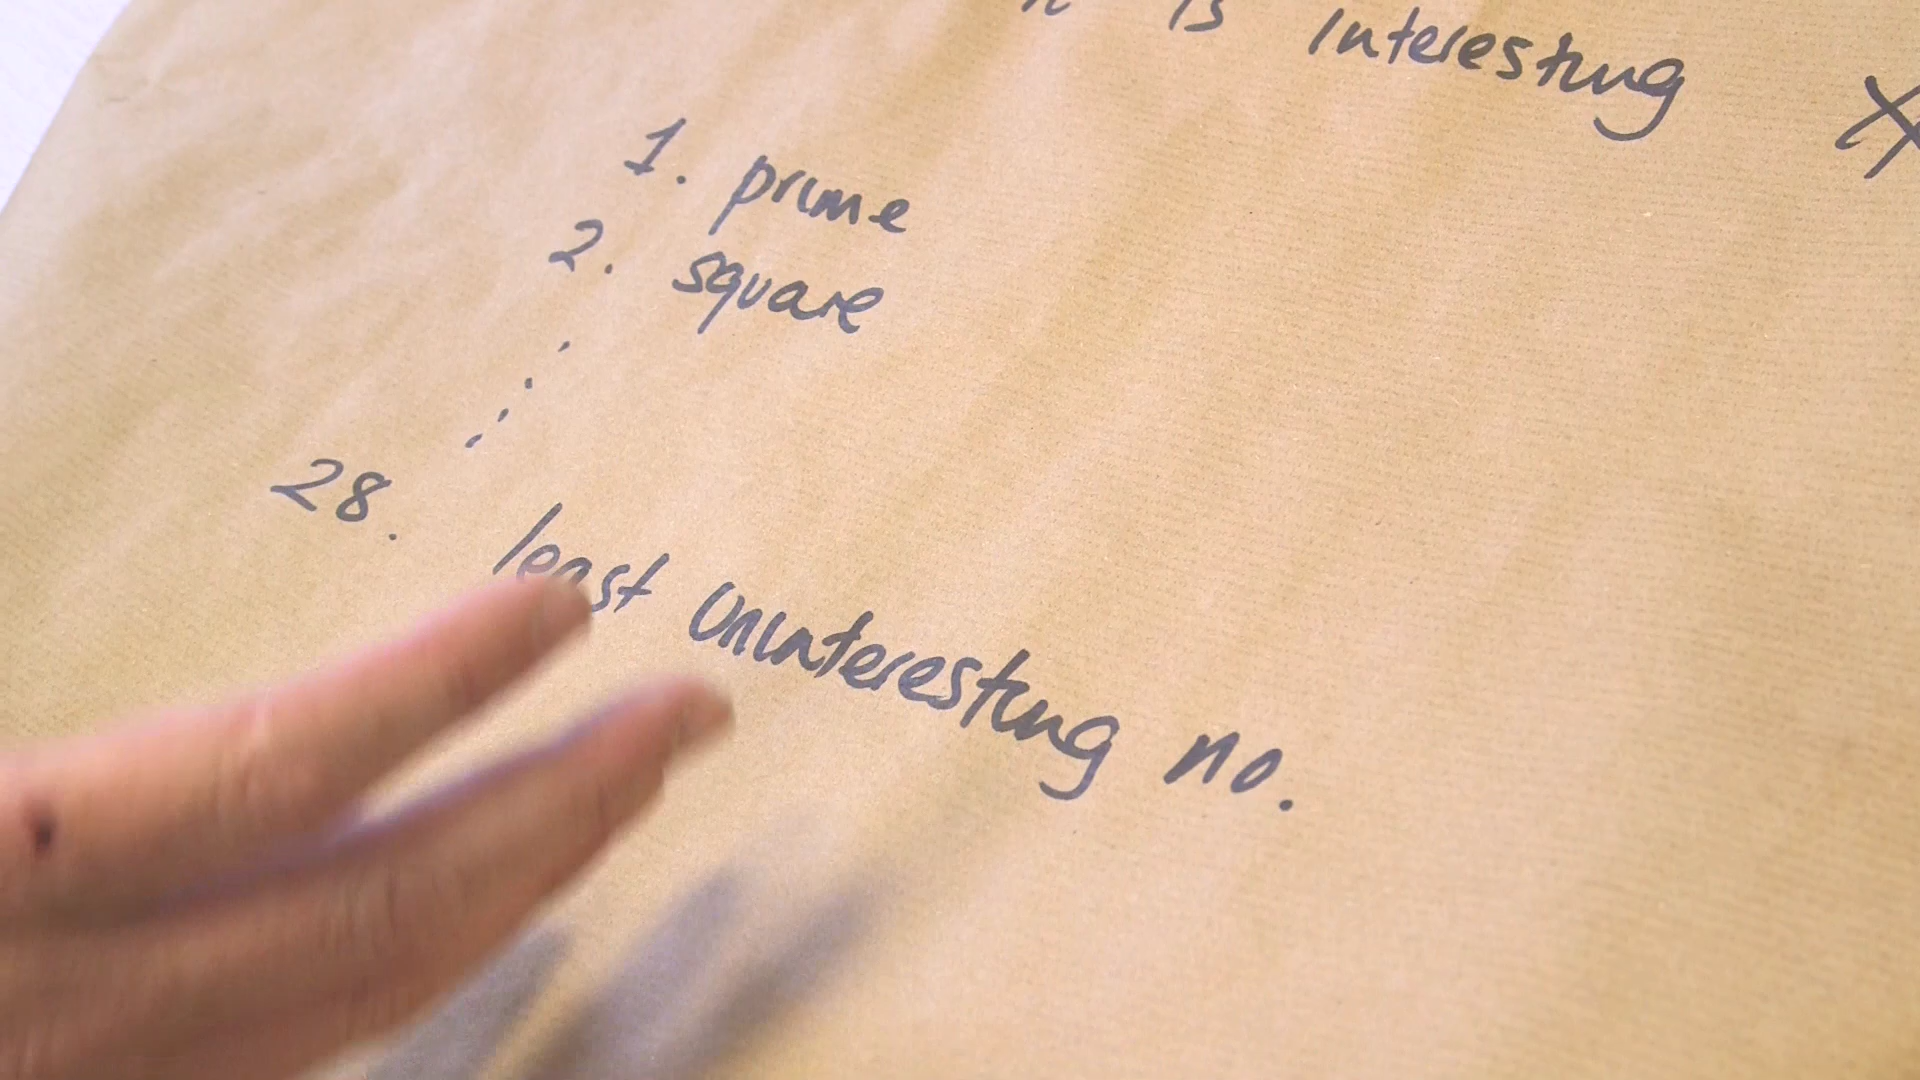 is interesting
1. prime
2. square
28. least uninteresting no.